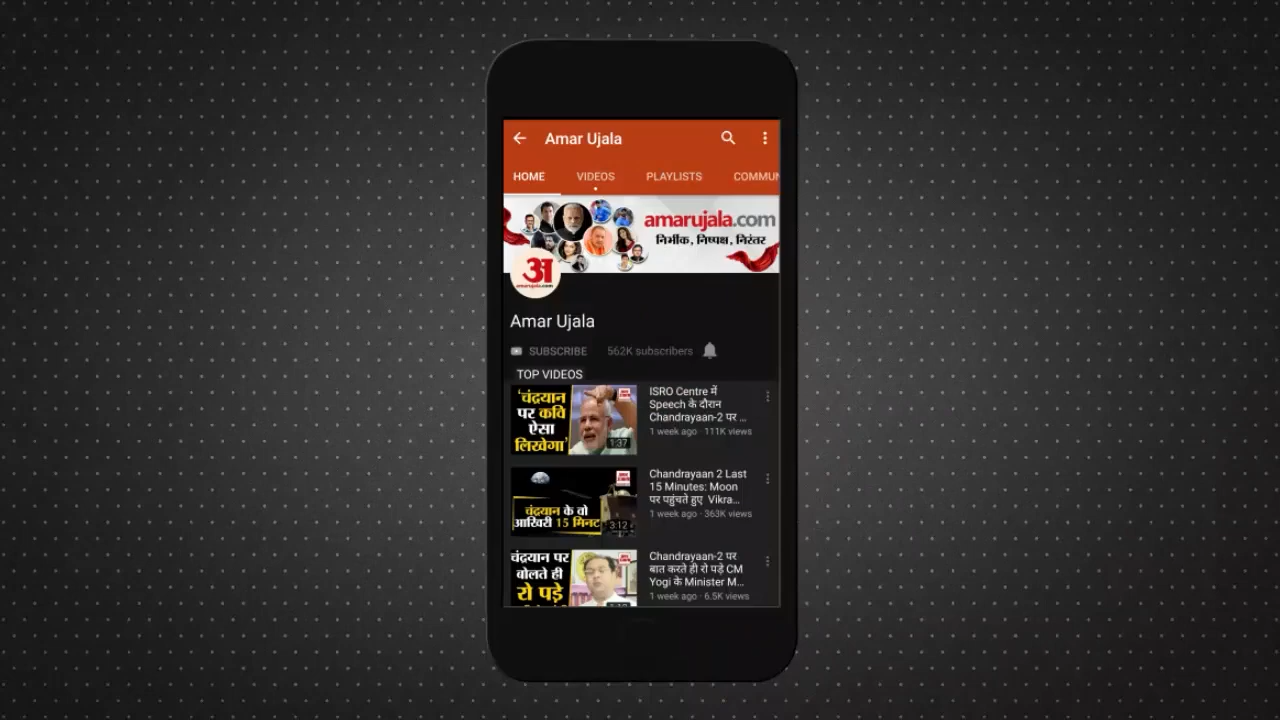 Amar Ujala
HOME VIDEOS PLAYLISTS COMMUN
amarujala.com
निर्भीक, निष्पक्ष, निरंतर
अ
amarujala.com
Amar Ujala
SUBSCRIBE 562K subscribers
TOP VIDEOS
'चंद्रयान
पर कवि
ऐसा
लिखेगा'
1:37
ISRO Centre में
Speech के दौरान
Chandrayaan-2 पर ...
1 week ago · 111K views
चंद्रयान के वो
आखिरी 15 मिनट
3:12
Chandrayaan 2 Last
15 Minutes: Moon
पर पहुंचते हुए Vikra...
1 week ago · 363K views
चंद्रयान पर
बोलते ही
रो पड़े
Chandrayaan-2 पर
बात करते ही रो पड़े CM
Yogi के Minister M...
1 week ago · 6.5K views